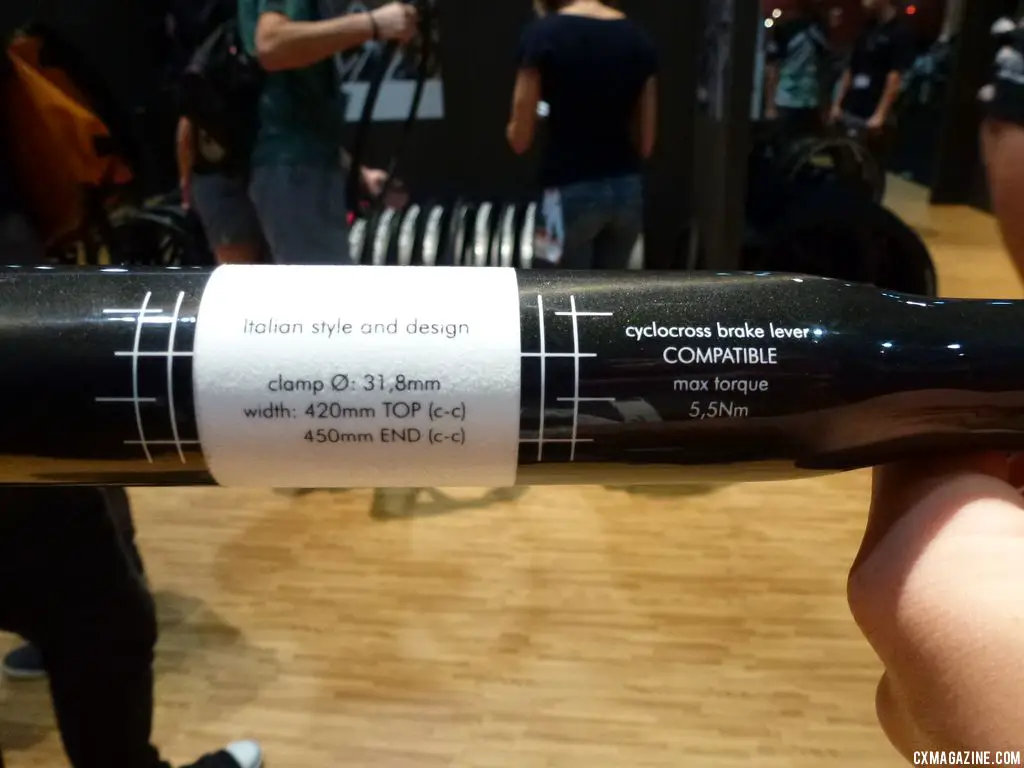 Italian style and design
clamp Ø: 31,8mm
width: 420mm TOP (c-c)
450mm END (c-c)
cyclocross brake lever
COMPATIBLE
max torque
5,5Nm
CXMAGAZINE.COM